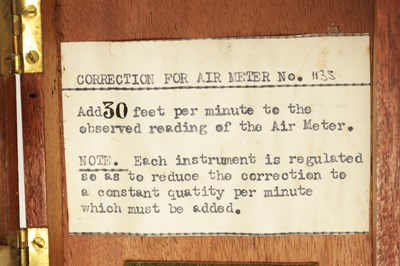 CORRECTION FOR AIR METER No. 1133
Add 30 feet per minute to the
observed reading of the Air Meter.
NOTE. Each instrument is regulated
so as to reduce the correction to
a constant quatity per minute
which must be added.